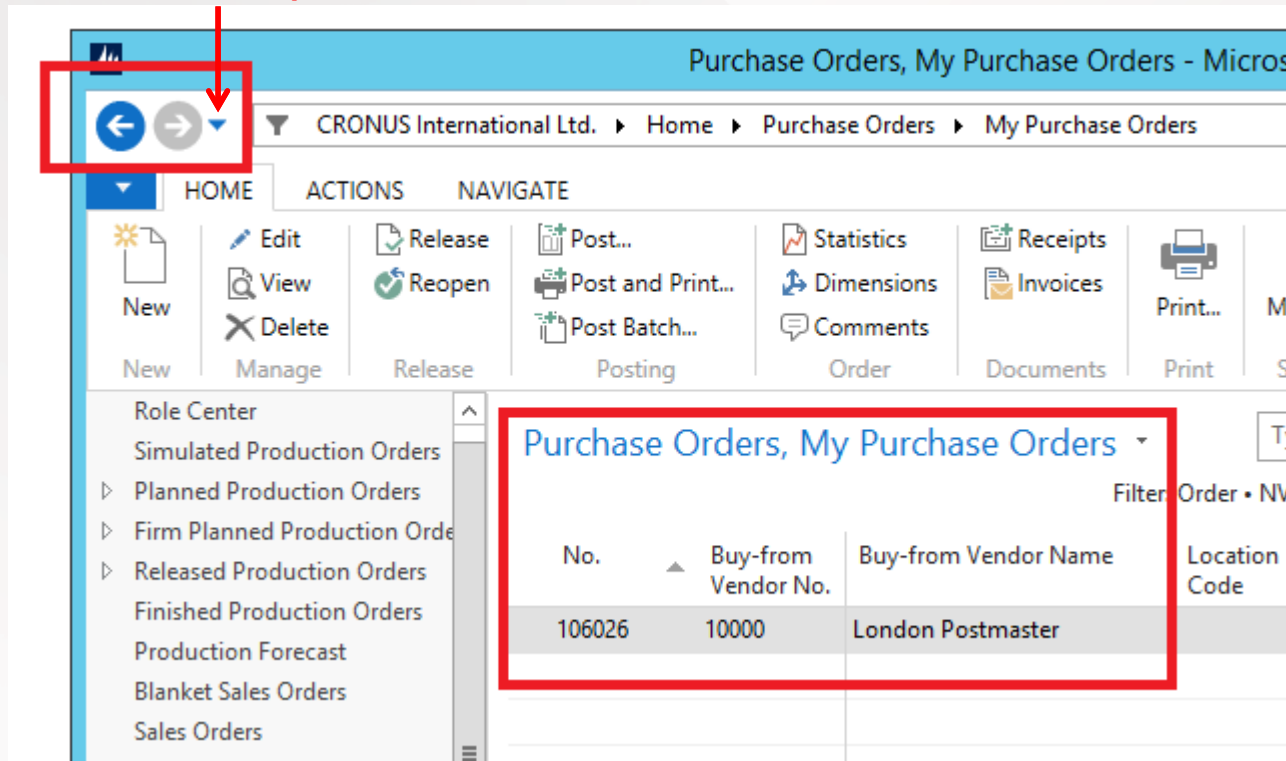 Purchase Orders, My Purchase Orders -
CRONUS International Ltd. Home Purchase Orders My Purchase Orders
HOME ACTIONS NAVIGATE
New
Edit
View
Delete
Release
Reopen
Post...
Post and Print...
Post Batch...
Statistics
Dimensions
Comments
Receipts
Invoices
Print...
New Manage Release Posting Order Documents Print
Role Center
Simulated Production Orders
Planned Production Orders
Firm Planned Production Orde
Released Production Orders
Finished Production Orders
Production Forecast
Blanket Sales Orders
Sales Orders
Purchase Orders, My Purchase Orders
Filter: Order •
No. Buy-from Vendor No. Buy-from Vendor Name Location Code
106026 10000 London Postmaster